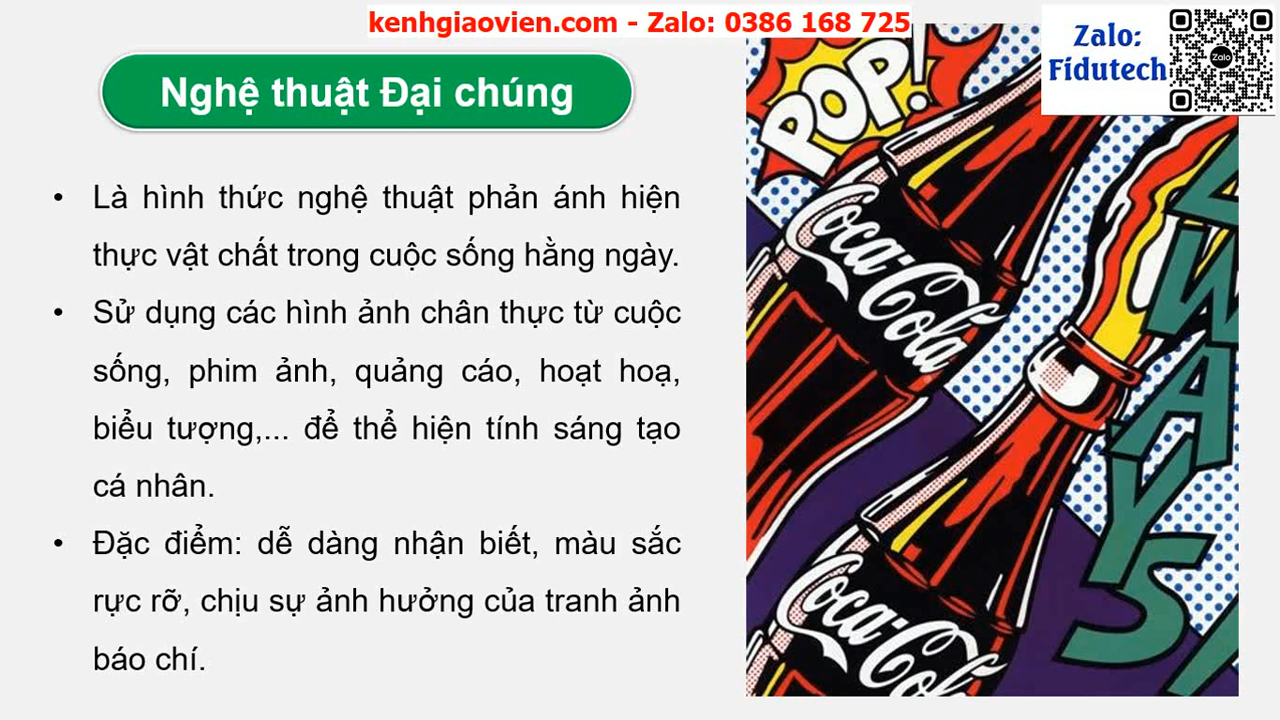 kenhgiaovien.com - Zalo: 0386 168 725
Zalo:
Fidutech
Zalo
Nghệ thuật Đại chúng
• Là hình thức nghệ thuật phản ánh hiện
thực vật chất trong cuộc sống hằng ngày.
• Sử dụng các hình ảnh chân thực từ cuộc
sống, phim ảnh, quảng cáo, hoạt hoạ,
biểu tượng,... để thể hiện tính sáng tạo
cá nhân.
• Đặc điểm: dễ dàng nhận biết, màu sắc
rực rỡ, chịu sự ảnh hưởng của tranh ảnh
báo chí.
POP!
Coca-Cola
Coca-Cola
LWAYS!